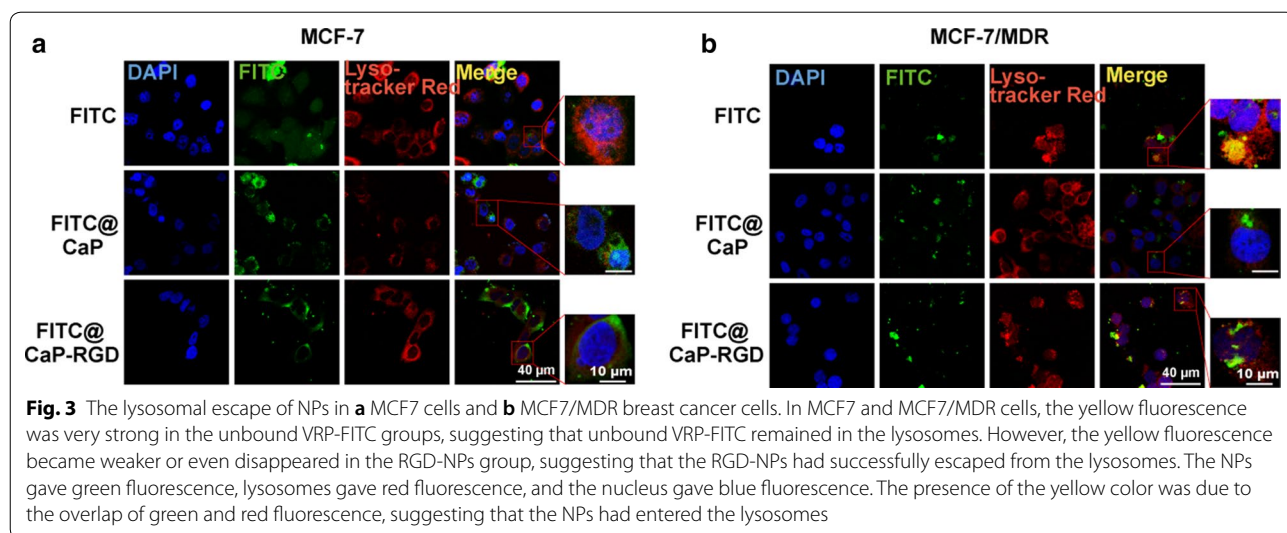 a
MCF-7
DAPI FITC Lyso-tracker Red Merge
FITC
FITC@CaP
FITC@CaP-RGD
40 μm 10 μm
b
MCF-7/MDR
DAPI FITC Lyso-tracker Red Merge
FITC
FITC@CaP
FITC@CaP-RGD
40 μm 10 μm
Fig. 3 The lysosomal escape of NPs in a MCF7 cells and b MCF7/MDR breast cancer cells. In MCF7 and MCF7/MDR cells, the yellow fluorescence
was very strong in the unbound VRP-FITC groups, suggesting that unbound VRP-FITC remained in the lysosomes. However, the yellow fluorescence
became weaker or even disappeared in the RGD-NPs group, suggesting that the RGD-NPs had successfully escaped from the lysosomes. The NPs
gave green fluorescence, lysosomes gave red fluorescence, and the nucleus gave blue fluorescence. The presence of the yellow color was due to
the overlap of green and red fluorescence, suggesting that the NPs had entered the lysosomes